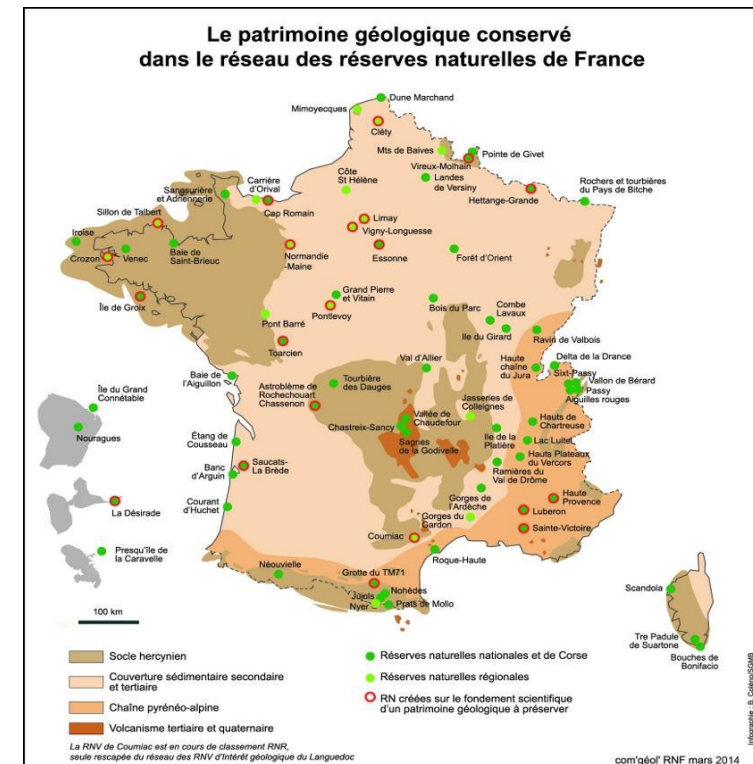 Le patrimoine géologique conservé
dans le réseau des réserves naturelles de France
Dune Marchand
Mimoyecques
Cléty
Mts de Baives
Pointe de Givet
Vireux-Molhain
Carrière
d'Orival
Côte
St Hélène
Landes
de Versiny
Rochers et tourbières
du Pays de Bitche
Sansurière
et Adriennerie
Hettange-Grande
Cap Romain
Sillon de Talbert
Limay
Vigny-Longuesse
Iroise
Crozon
Venec
Baie de
Saint-Brieuc
Normandie
-Maine
Essonne
Forêt d'Orient
Île de Groix
Grand Pierre
et Vitain
Bois du Parc
Combe
Lavaux
Pontlevoy
Pont Barré
Ile du Girard
Ravin de Valbois
Toarcien
Delta de la Drance
Val d'Allier
Haute
chaîne
du Jura
Sixt-Passy
Vallon de Bérard
Passy
Aiguilles rouges
Baie de
l'Aiguillon
Tourbière
des Dauges
Astroblème de
Rochechouart
Chassenon
Jasseries de
Colleignes
Île du Grand
Connétable
Vallée de
Chaudefour
Chastreix-Sancy
Hauts de
Chartreuse
Nouragues
Étang de
Cousseau
Sagnes
de la Godivelle
Ile de la
Platière
Lac Luitel
Hauts Plateaux
du Vercors
Banc
d'Arguin
Saucats-
La Brède
Ramières du
Val de Drôme
La Désirade
Courant
d'Huchet
Gorges de
l'Ardèche
Haute
Provence
Gorges du
Gardon
Luberon
Coumiac
Sainte-Victoire
Presqu'île de
la Caravelle
Néouvielle
Grotte du TM71
Roque-Haute
Nohèdes
Jujols
Nyer
Prats de Mollo
Scandola
100 km
Tre Padule
de Suartone
Bouches de
Bonifacio
Socle hercynien
Couverture sédimentaire secondaire
et tertiaire
Chaîne pyrénéo-alpine
Volcanisme tertiaire et quaternaire
Réserves naturelles nationales et de Corse
Réserves naturelles régionales
RN créées sur le fondement scientifique
d'un patrimoine géologique à préserver
La RNV de Coumiac est en cours de classement RNR,
seule rescapée du réseau des RNV d'Intérêt géologique du Languedoc
com'géol' RNF mars 2014
Infographie : B. Coléno/SGMB